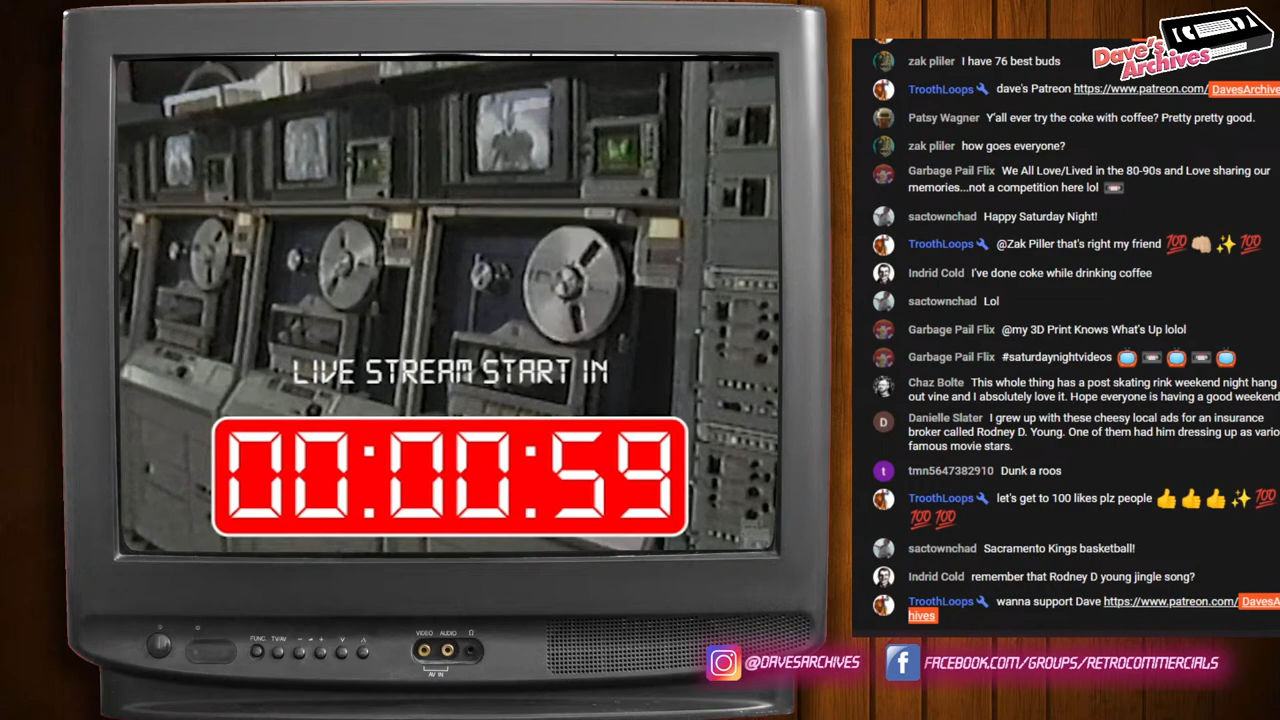 Dave's
Archives
zak pliler I have 76 best buds
TroothLoops dave's Patreon https://www.patreon.com/DavesArchive
Patsy Wagner Y'all ever try the coke with coffee? Pretty pretty good.
zak pliler how goes everyone?
Garbage Pail Flix We All Love/Lived in the 80-90s and Love sharing our
memories...not a competition here lol
sactownchad Happy Saturday Night!
TroothLoops @Zak Piller that's right my friend 💯👊🏼✨💯
Indrid Cold I've done coke while drinking coffee
sactownchad Lol
Garbage Pail Flix @my 3D Print Knows What's Up lolol
Garbage Pail Flix #saturdaynightvideos 📺📼📺📼📺
Chaz Bolte This whole thing has a post skating rink weekend night hang
out vine and I absolutely love it. Hope everyone is having a good weekend
D
Danielle Slater I grew up with these cheesy local ads for an insurance
broker called Rodney D. Young. One of them had him dressing up as vario
famous movie stars.
t
tmn5647382910 Dunk a roos
TroothLoops let's get to 100 likes plz people 👍👍👍✨💯
💯💯
sactownchad Sacramento Kings basketball!
Indrid Cold remember that Rodney D young jingle song?
TroothLoops wanna support Dave https://www.patreon.com/DavesA
hives
LIVE STREAM START IN
00:00:59
FUNC. TV/AV - + V Λ
VIDEO AUDIO Ω
AV IN
@DAVESARCHIVES
FACEBOOK.COM/GROUPS/RETROCOMMERCIALS